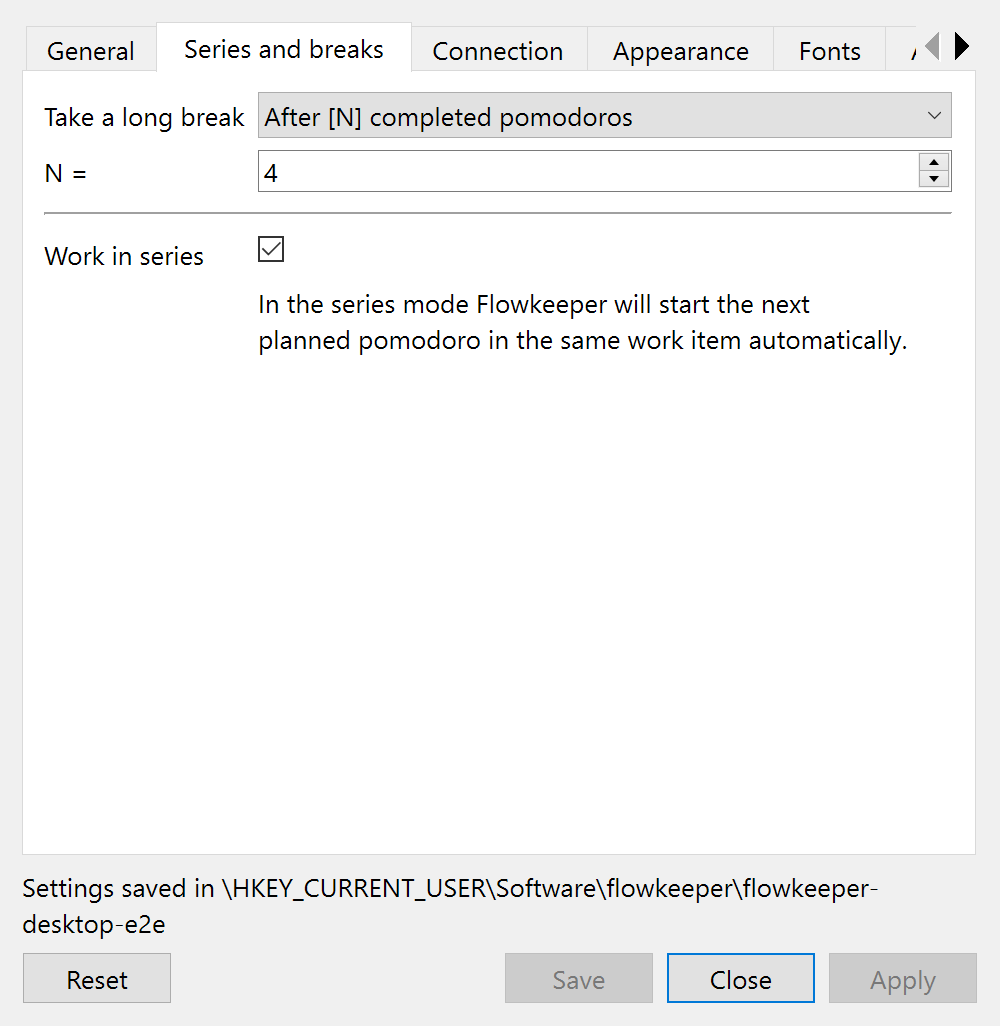 General Series and breaks Connection Appearance Fonts
Take a long break After [N] completed pomodoros
N = 4
Work in series
In the series mode Flowkeeper will start the next
planned pomodoro in the same work item automatically.
Settings saved in \HKEY_CURRENT_USER\Software\flowkeeper\flowkeeper-
desktop-e2e
Reset Save Close Apply